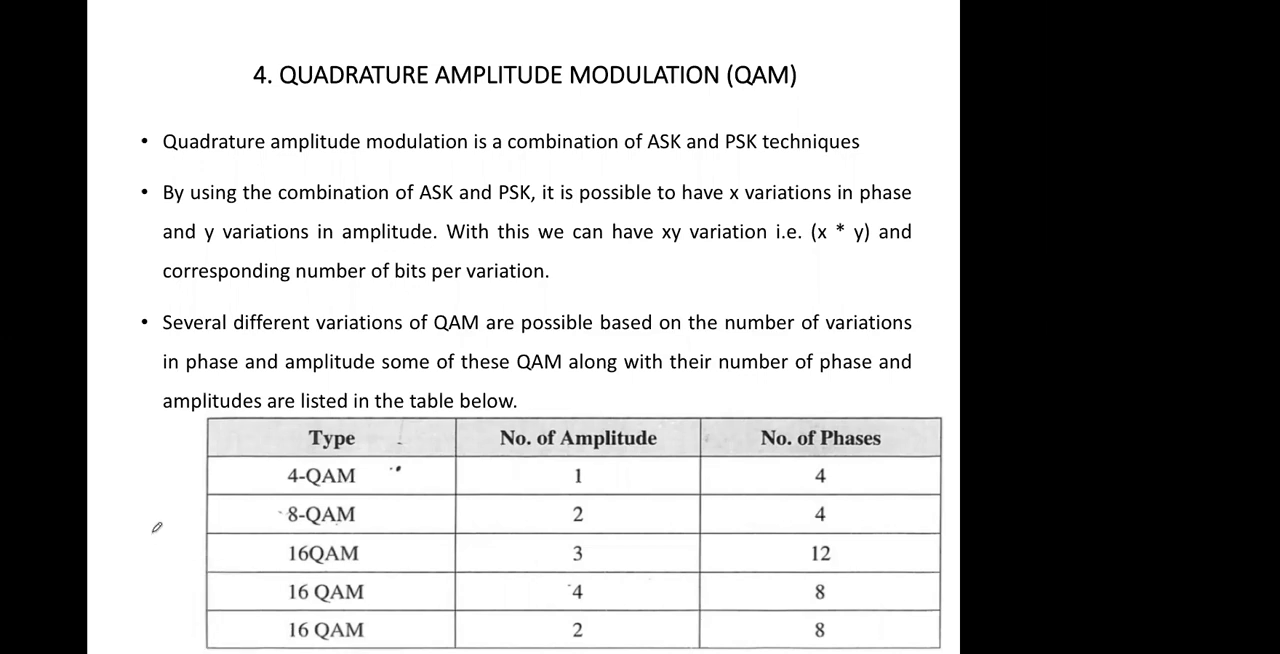 4. QUADRATURE AMPLITUDE MODULATION (QAM)
• Quadrature amplitude modulation is a combination of ASK and PSK techniques
• By using the combination of ASK and PSK, it is possible to have x variations in phase
and y variations in amplitude. With this we can have xy variation i.e. (x * y) and
corresponding number of bits per variation.
• Several different variations of QAM are possible based on the number of variations
in phase and amplitude some of these QAM along with their number of phase and
amplitudes are listed in the table below.
Type No. of Amplitude No. of Phases
4-QAM 1 4
8-QAM 2 4
16QAM 3 12
16 QAM 4 8
16 QAM 2 8